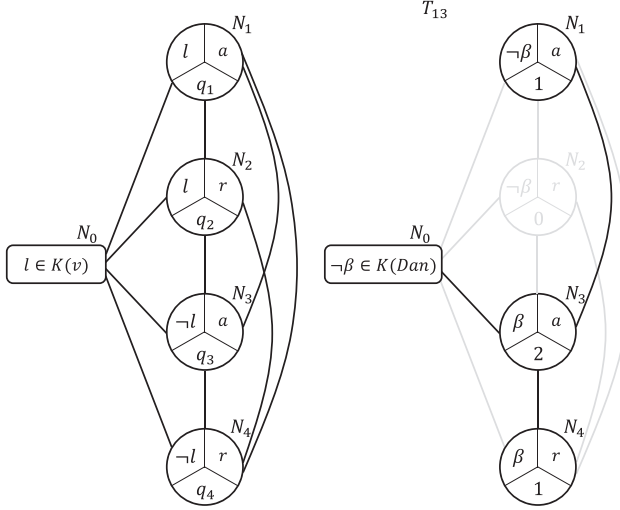 T₁₃
N₁
l a
q₁
N₂
l r
q₂
N₀
l ∈ K(v)
N₃
¬l a
q₃
N₄
¬l r
q₄
N₁
¬β a
1
N₂
¬β r
0
N₀
¬β ∈ K(Dan)
N₃
β a
2
N₄
β r
1